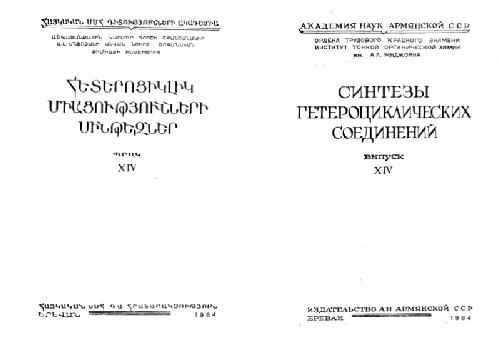 ՀԱՅԿԱԿԱՆ ՍՍՀ ԳԻՏՈՒԹՅՈՒՆՆԵՐԻ ԱԿԱԴԵՄԻԱ
ՀԵՏԵՐՈՑԻԿԼԻԿ
ՄԻԱՑՈՒԹՅՈՒՆՆԵՐԻ
ՍԻՆԹԵԶՆԵՐ
ՊՐԱԿ
XIV
ՀԱՅԿԱԿԱՆ ՍՍՀ ԳԱ ՀՐԱՏԱՐԱԿՉՈՒԹՅՈՒՆ
ԵՐԵՎԱՆ 1984
АКАДЕМИЯ НАУК АРМЯНСКОЙ ССР
ОРДЕНА ТРУДОВОГО КРАСНОГО ЗНАМЕНИ
ИНСТИТУТ ТОНКОЙ ОРГАНИЧЕСКОЙ ХИМИИ
им. А.Л. МНДЖОЯНА
СИНТЕЗЫ
ГЕТЕРОЦИКЛИЧЕСКИХ
СОЕДИНЕНИЙ
ВЫПУСК
XIV
ИЗДАТЕЛЬСТВО АН АРМЯНСКОЙ ССР
ЕРЕВАН 1984